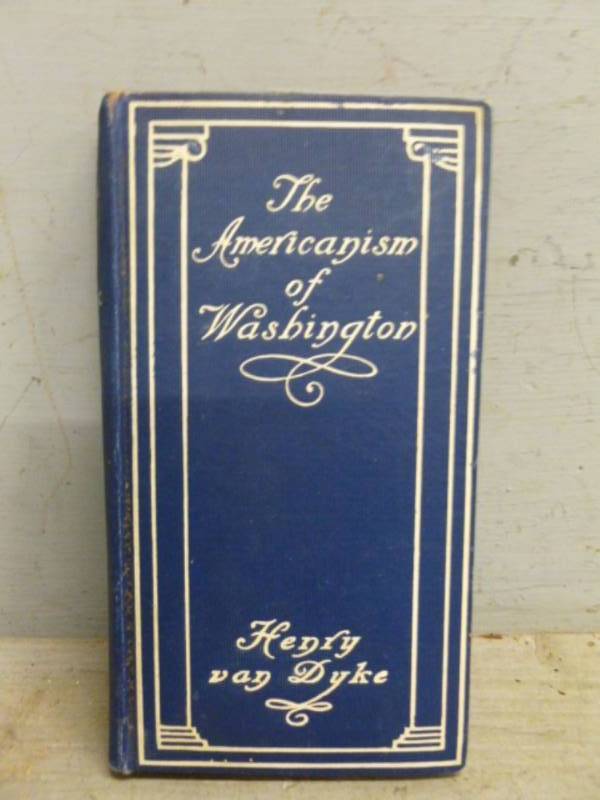 The
Americanism
of
Washington
Henry
van Dyke